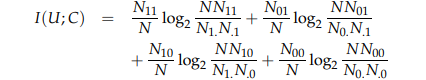 I(U;C) = N₁₁/N log₂ NN₁₁/N₁.N.₁ + N₀₁/N log₂ NN₀₁/N₀.N.₁
+ N₁₀/N log₂ NN₁₀/N₁.N.₀ + N₀₀/N log₂ NN₀₀/N₀.N.₀